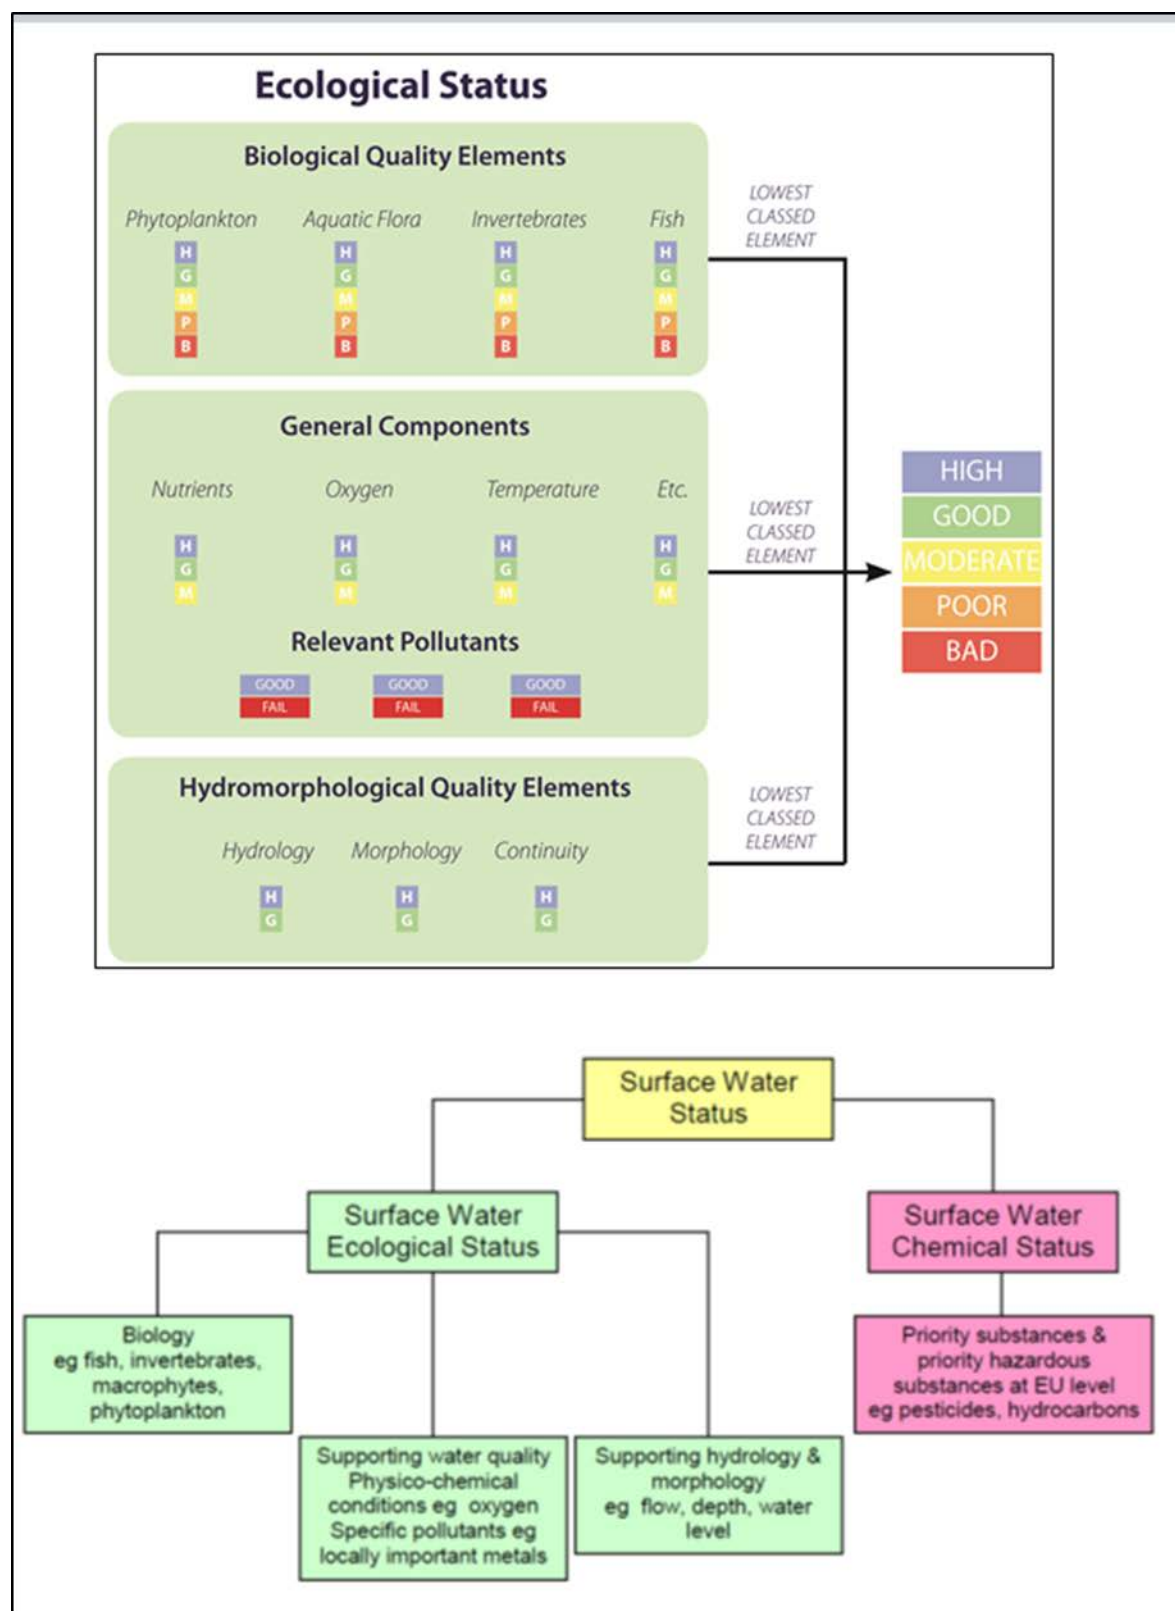 Ecological Status
Biological Quality Elements
Phytoplankton Aquatic Flora Invertebrates Fish
H H H H
G G G G
M M M M
P P P P
B B B B
LOWEST
CLASSED
ELEMENT
General Components
Nutrients Oxygen Temperature Etc.
H H H H
G G G G
M M M M
LOWEST
CLASSED
ELEMENT
Relevant Pollutants
GOOD GOOD GOOD
FAIL FAIL FAIL
Hydromorphological Quality Elements
Hydrology Morphology Continuity
H H H
G G G
LOWEST
CLASSED
ELEMENT
HIGH
GOOD
MODERATE
POOR
BAD
Surface Water
Status
Surface Water
Ecological Status
Surface Water
Chemical Status
Biology
eg fish, invertebrates,
macrophytes,
phytoplankton
Supporting water quality
Physico-chemical
conditions eg oxygen
Specific pollutants eg
locally important metals
Supporting hydrology &
morphology
eg flow, depth, water
level
Priority substances &
priority hazardous
substances at EU level
eg pesticides, hydrocarbons